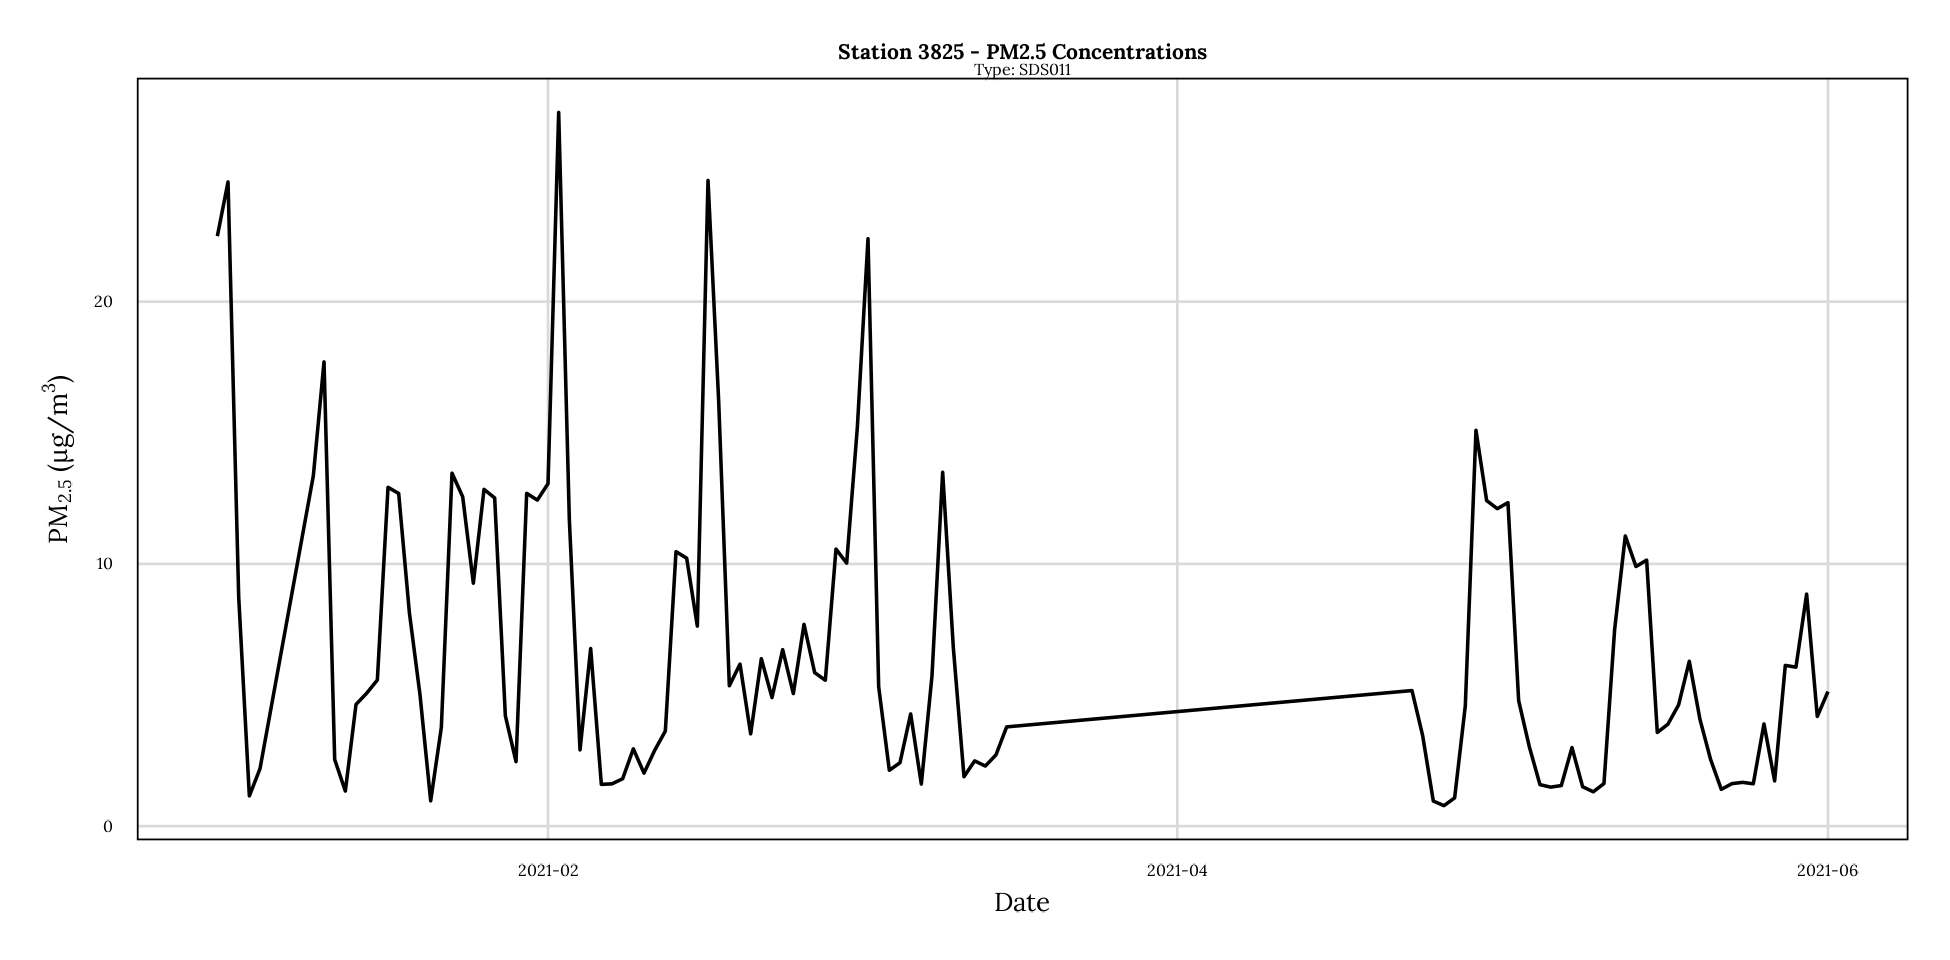 Station 3825 - PM2.5 Concentrations
Type: SDS011
PM2.5 (µg/m3)
20
10
0
2021-02
2021-04
2021-06
Date